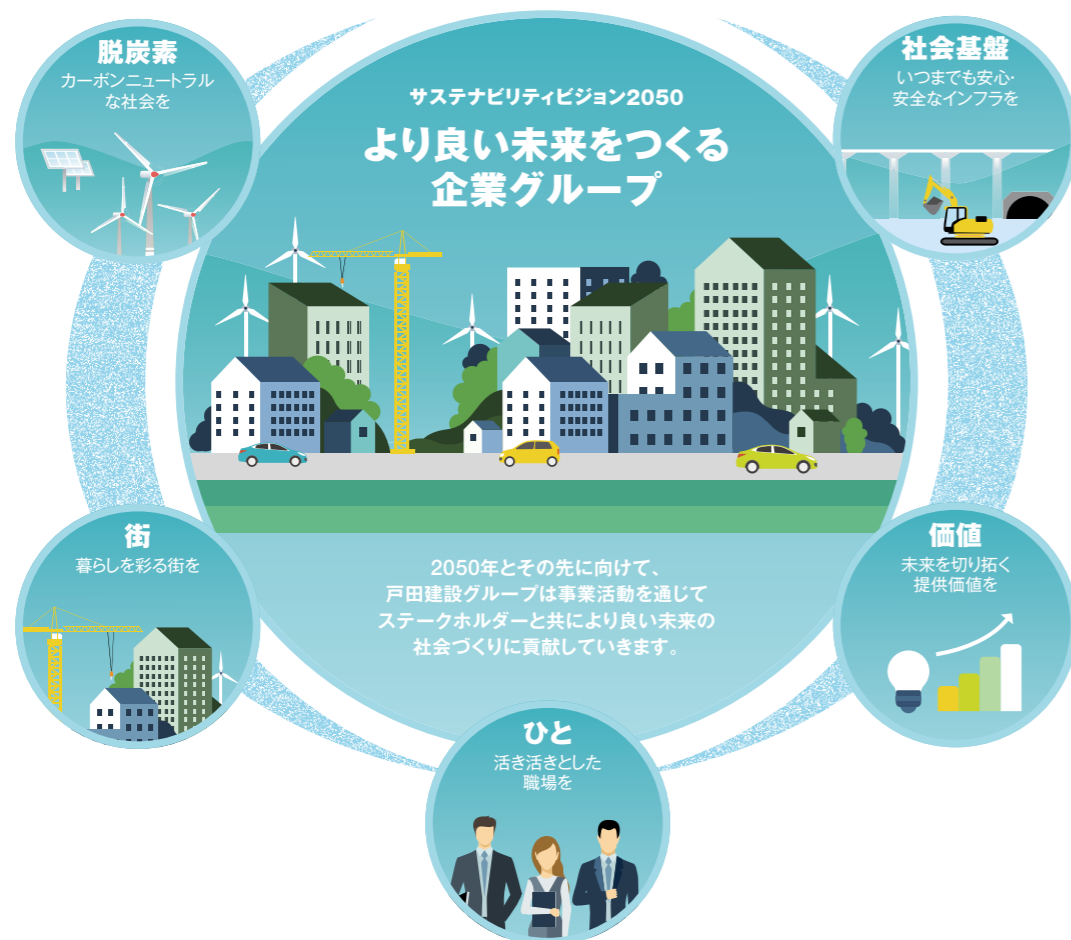 脱炭素
カーボンニュートラル
な社会を
サステナビリティビジョン2050
より良い未来をつくる
企業グループ
社会基盤
いつまでも安心・
安全なインフラを
街
暮らしを彩る街を
2050年とその先に向けて、
戸田建設グループは事業活動を通じて
ステークホルダーと共により良い未来の
社会づくりに貢献していきます。
価値
未来を切り拓く
提供価値を
ひと
活き活きとした
職場を